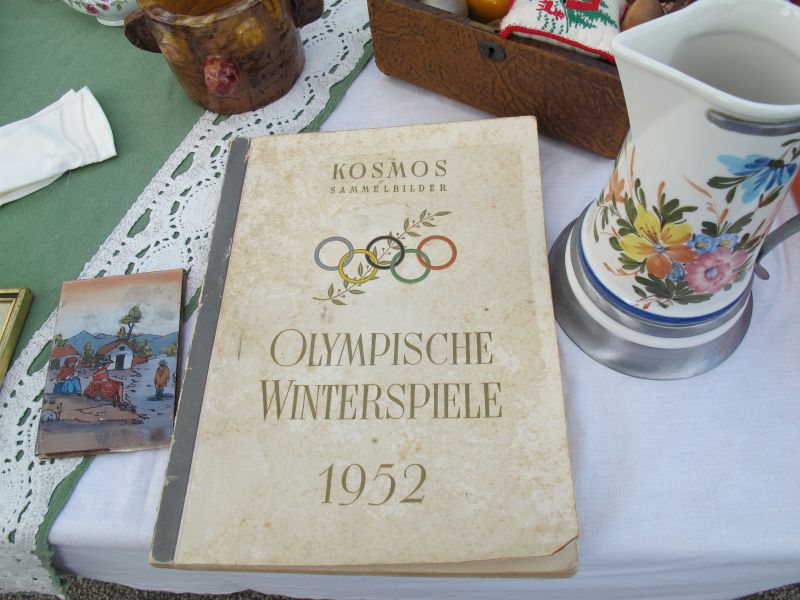 KOSMOS
SAMMELBILDER
OLYMPISCHE
WINTERSPIELE
*
1952